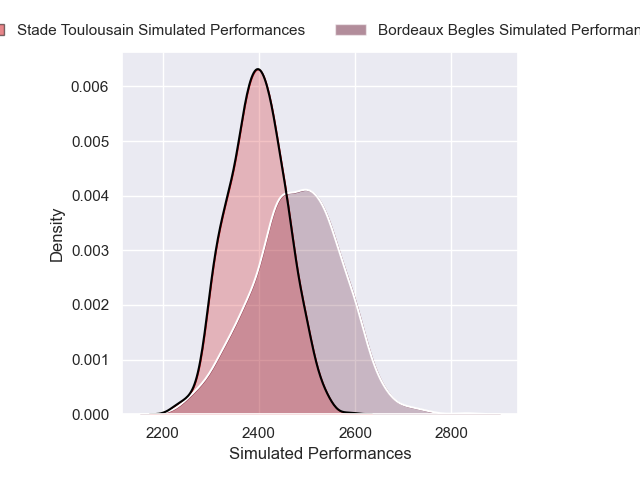 Stade Toulousain Simulated Performances
Bordeaux Begles Simulated Performan
0.006
0.005
0.004
0.003
0.002
0.001
0.000
Density
2200 2400 2600 2800
Simulated Performances